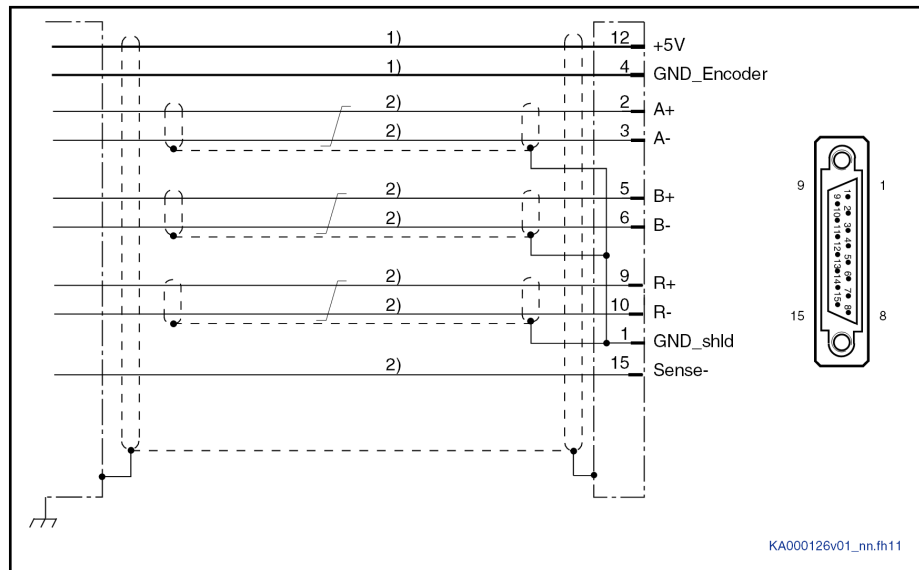 1) 12 +5V
1) 4 GND_Encoder
2) 2 A+
2) 3 A-
2) 5 B+
2) 6 B-
2) 9 R+
2) 10 R-
1 GND_shld
2) 15 Sense-
9 1
1 2 3 4 5 6 7 8
9 10 11 12 13 14 15
15 8
KA000126v01_nn.fh11